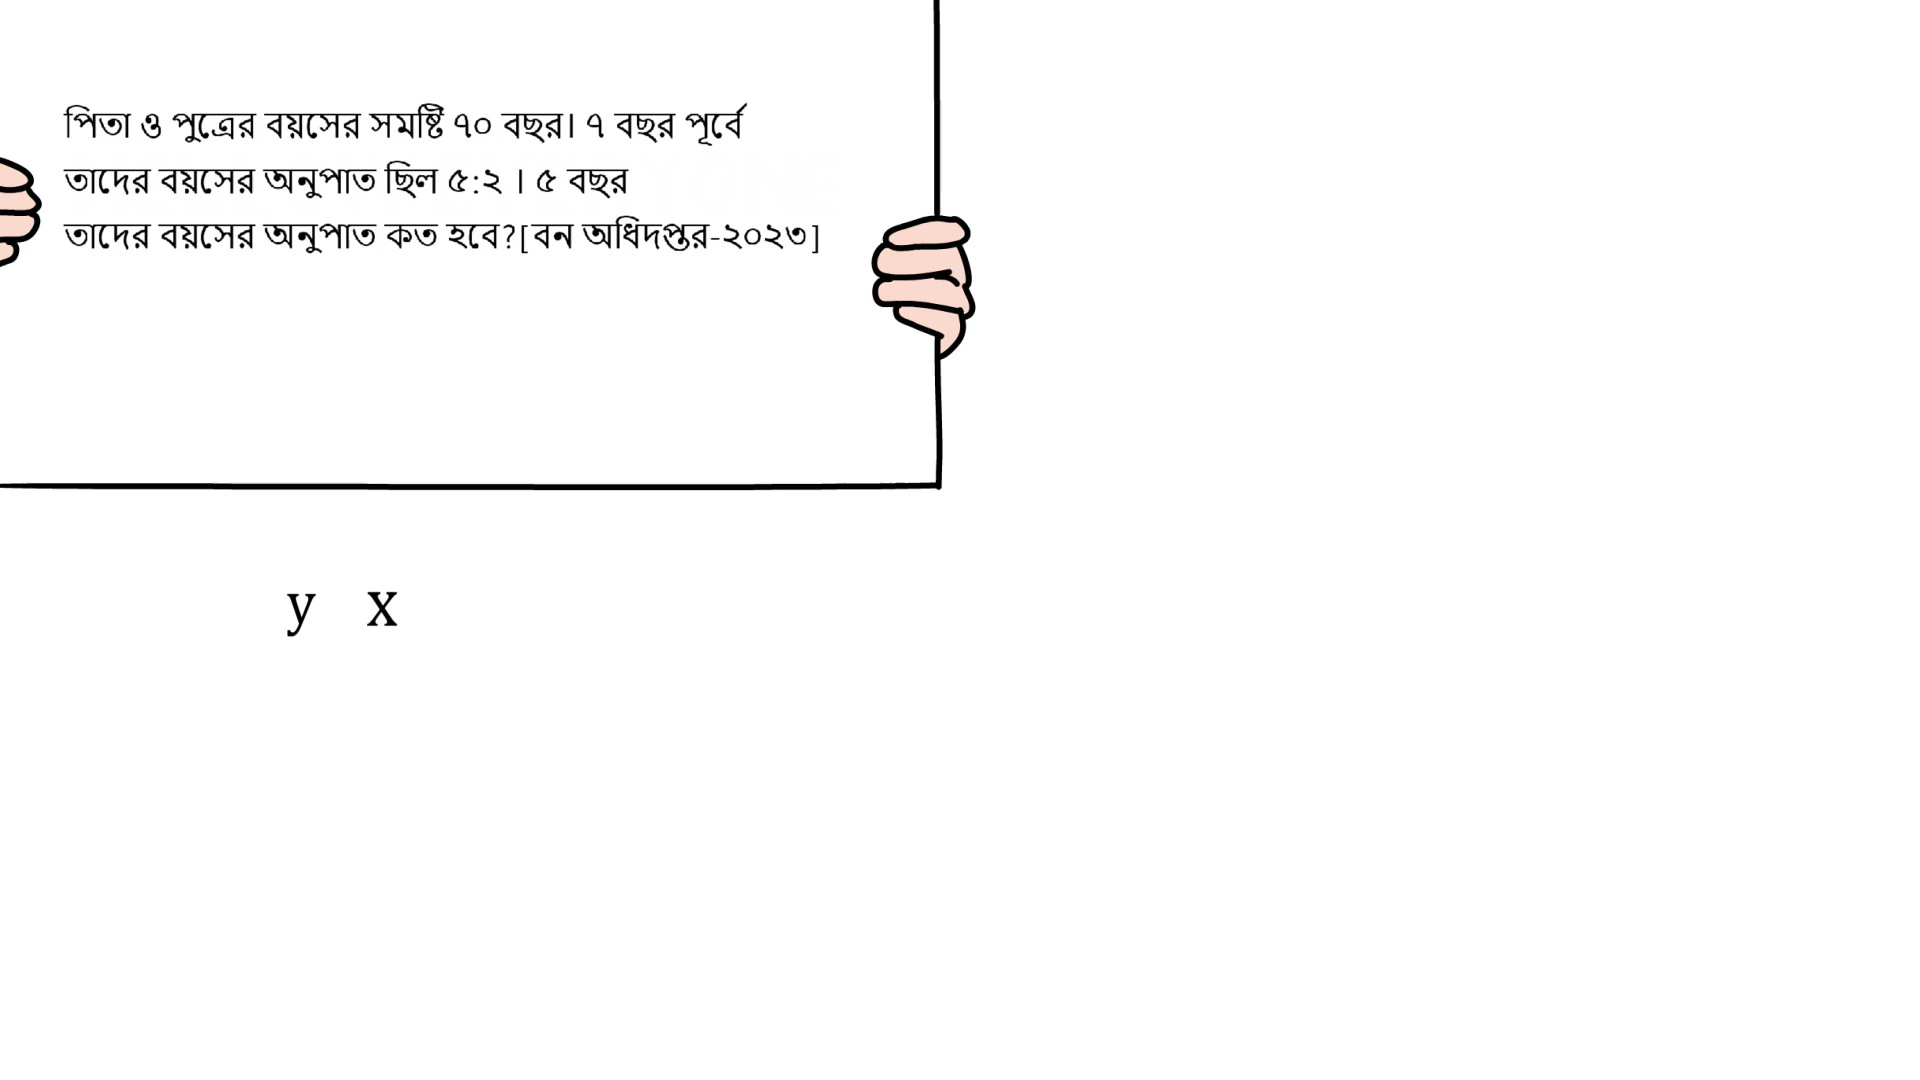 পিতা ও পুত্রের বয়সের সমষ্টি ৭০ বছর। ৭ বছর পূর্বে
তাদের বয়সের অনুপাত ছিল ৫:২ । ৫ বছর
তাদের বয়সের অনুপাত কত হবে?[বন অধিদপ্তর-২০২৩]
y x